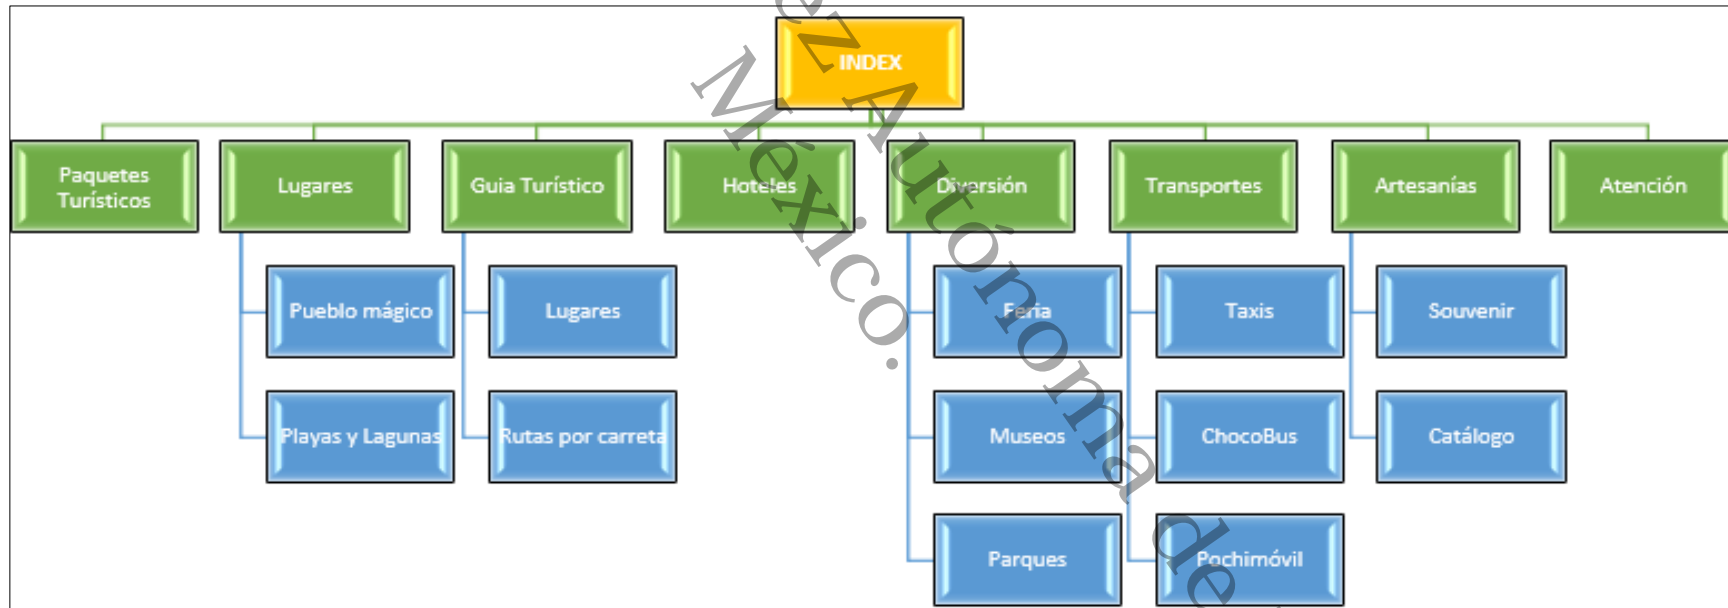 INDEX
Paquetes
Turísticos
Lugares
Guia Turístico
Hoteles
Diversión
Transportes
Artesanías
Atención
Pueblo mágico
Lugares
Feria
Taxis
Souvenir
Playas y Lagunas
Rutas por carreta
Museos
ChocoBus
Catálogo
Parques
Pochimóvil
Autónoma de
México.